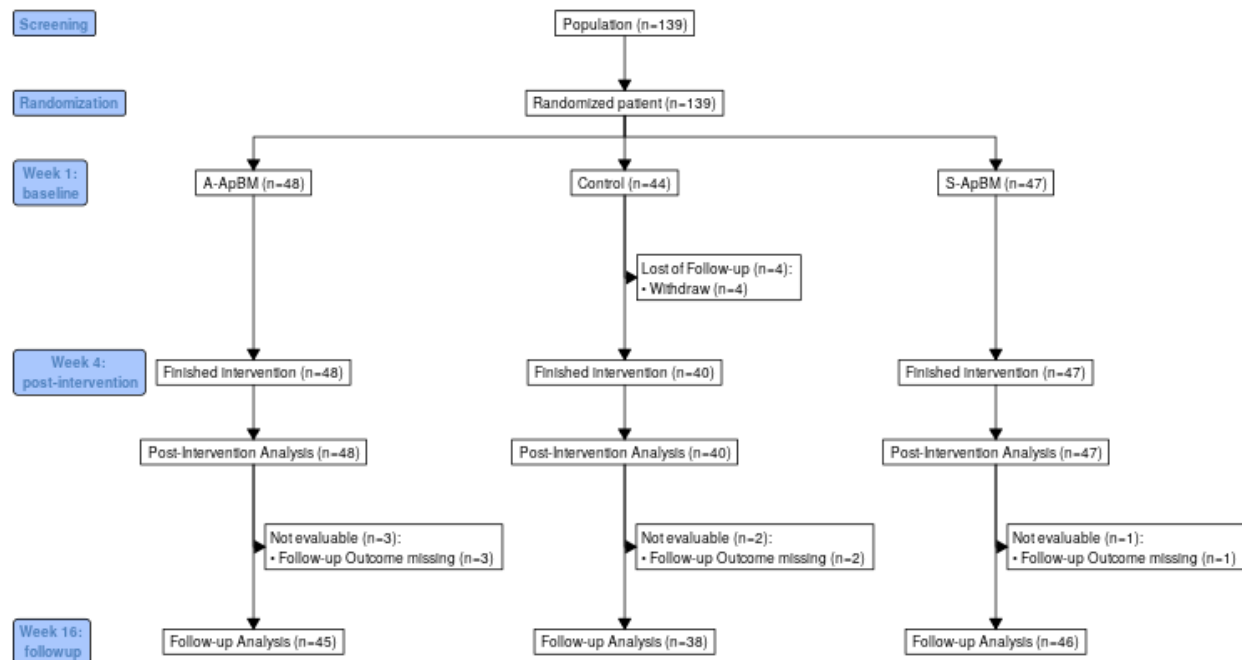 Screening
Population (n=139)
Randomization
Randomized patient (n=139)
Week 1:
baseline
A-ApBM (n=48)
Control (n=44)
S-ApBM (n=47)
Lost of Follow-up (n=4):
• Withdraw (n=4)
Week 4:
post-intervention
Finished intervention (n=48)
Finished intervention (n=40)
Finished intervention (n=47)
Post-Intervention Analysis (n=48)
Post-Intervention Analysis (n=40)
Post-Intervention Analysis (n=47)
Not evaluable (n=3):
• Follow-up Outcome missing (n=3)
Not evaluable (n=2):
• Follow-up Outcome missing (n=2)
Not evaluable (n=1):
• Follow-up Outcome missing (n=1)
Week 16:
followup
Follow-up Analysis (n=45)
Follow-up Analysis (n=38)
Follow-up Analysis (n=46)